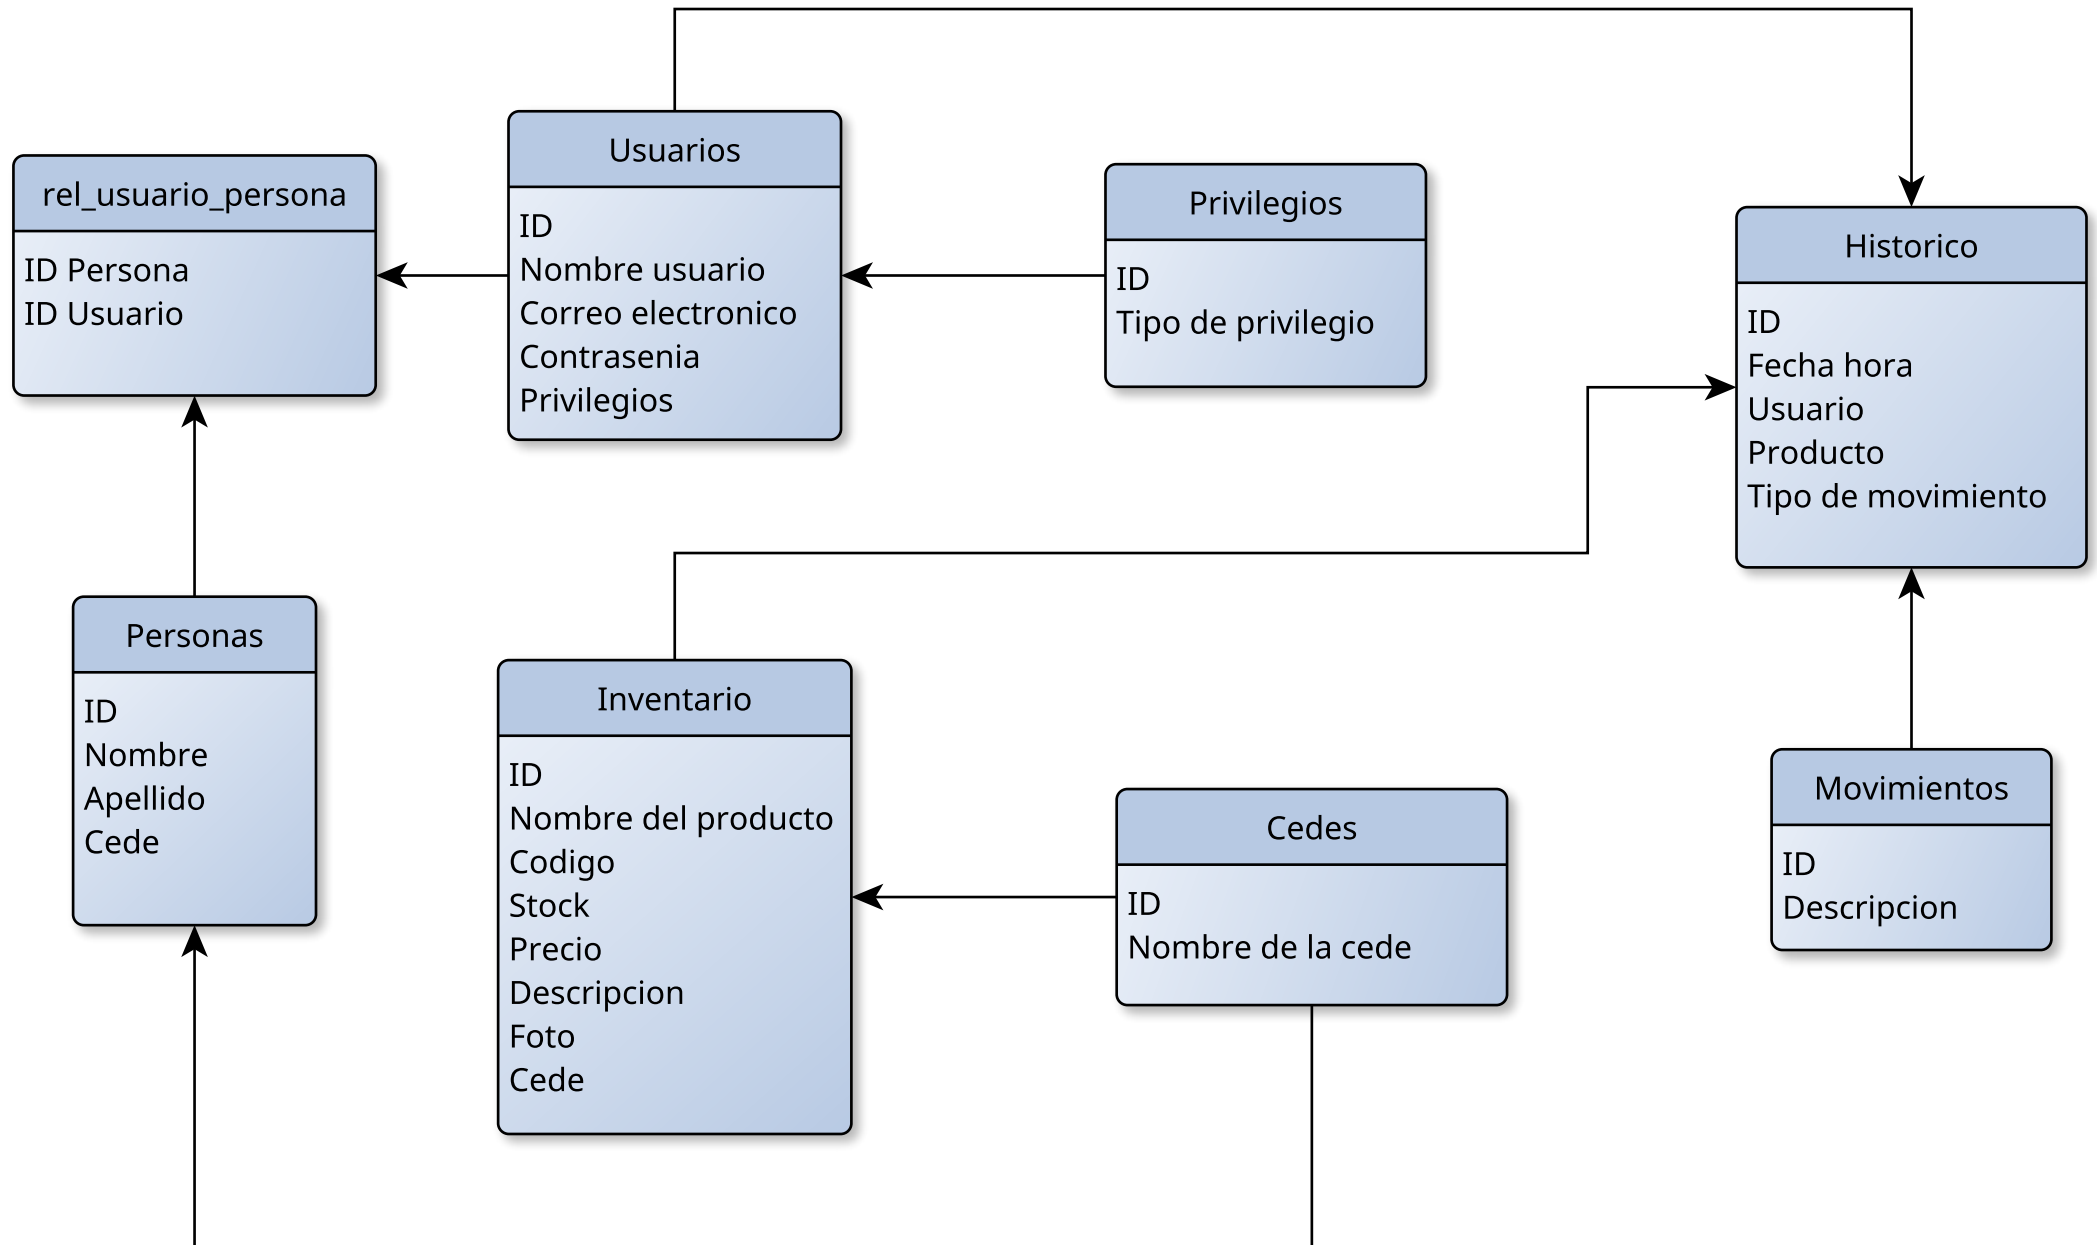 rel_usuario_persona
ID Persona
ID Usuario
Usuarios
ID
Nombre usuario
Correo electronico
Contrasenia
Privilegios
Privilegios
ID
Tipo de privilegio
Historico
ID
Fecha hora
Usuario
Producto
Tipo de movimiento
Personas
ID
Nombre
Apellido
Cede
Inventario
ID
Nombre del producto
Codigo
Stock
Precio
Descripcion
Foto
Cede
Cedes
ID
Nombre de la cede
Movimientos
ID
Descripcion